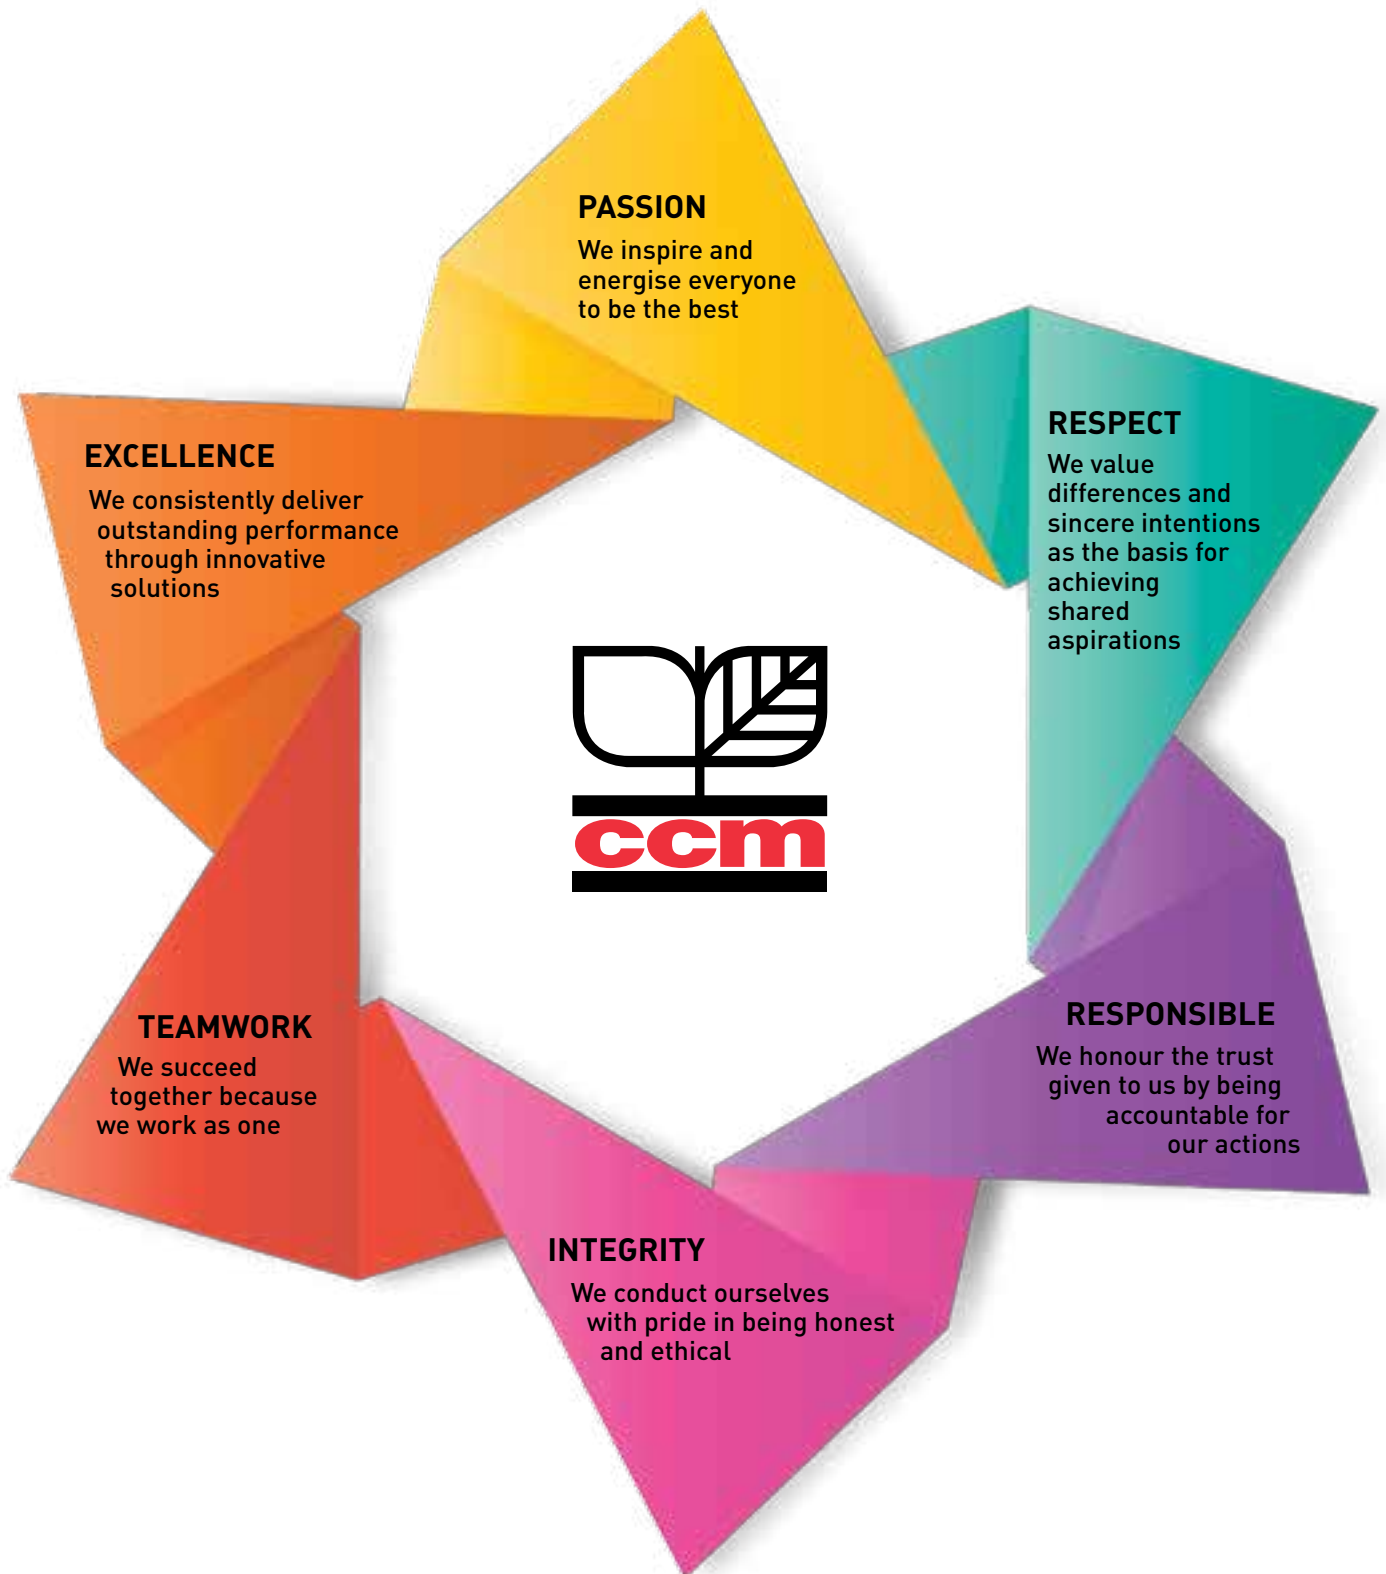 PASSION
We inspire and
energise everyone
to be the best
RESPECT
We value
differences and
sincere intentions
as the basis for
achieving
shared
aspirations
EXCELLENCE
We consistently deliver
outstanding performance
through innovative
solutions
ccm
RESPONSIBLE
We honour the trust
given to us by being
accountable for
our actions
TEAMWORK
We succeed
together because
we work as one
INTEGRITY
We conduct ourselves
with pride in being honest
and ethical